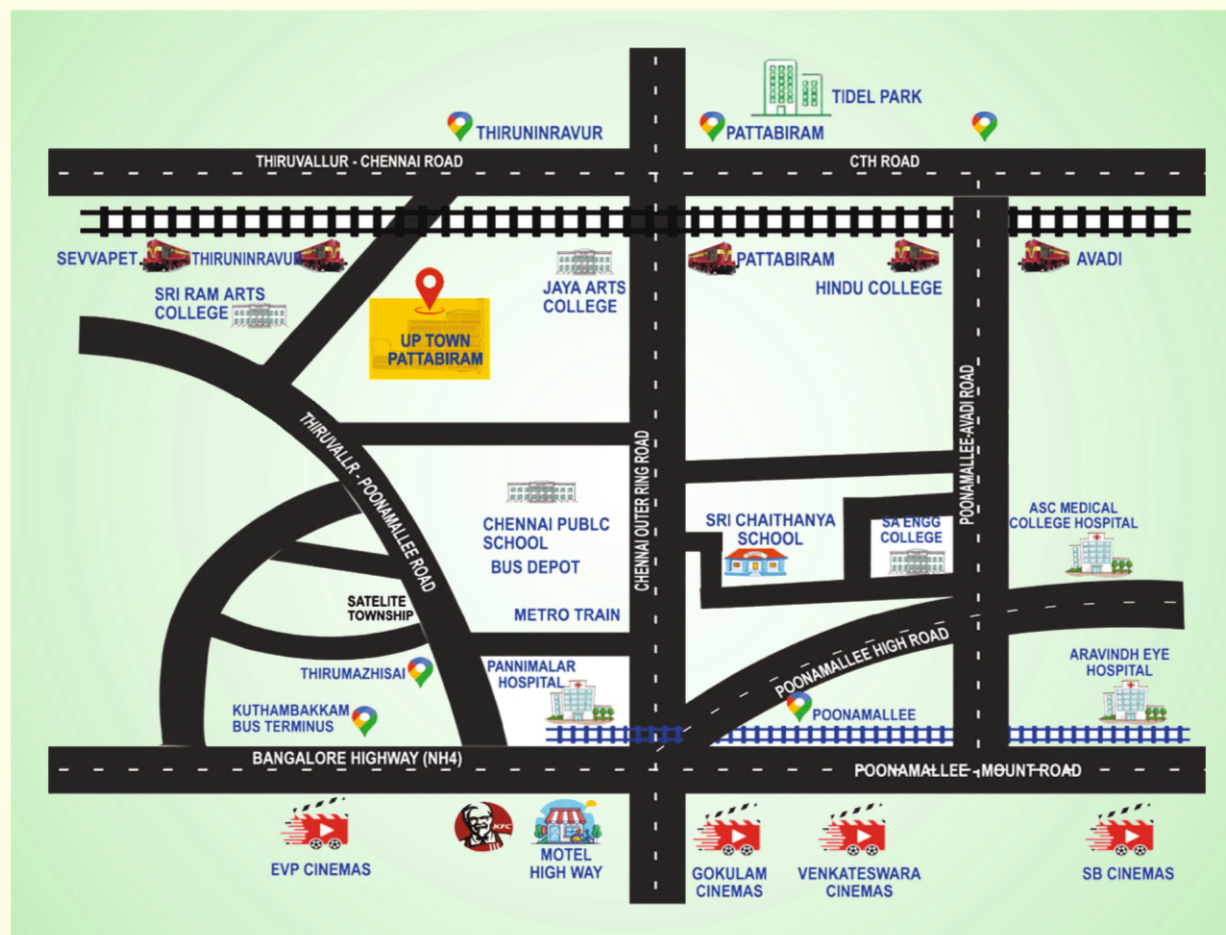 TIDEL PARK
THIRUNINRAVUR
PATTABIRAM
THIRUVALLUR - CHENNAI ROAD
CTH ROAD
SEVVAPET
THIRUNINRAVUR
PATTABIRAM
AVADI
HINDU COLLEGE
SRI RAM ARTS
COLLEGE
JAYA ARTS
COLLEGE
UP TOWN
PATTABIRAM
THIRUVALLR - POONAMALLEE ROAD
CHENNAI OUTER RING ROAD
POONAMALLEE-AVADI ROAD
CHENNAI PUBLC
SCHOOL
BUS DEPOT
SRI CHAITHANYA
SCHOOL
SA ENGG
COLLEGE
ASC MEDICAL
COLLEGE HOSPITAL
SATELITE
TOWNSHIP
METRO TRAIN
THIRUMAZHISAI
PANNIMALAR
HOSPITAL
POONAMALLEE HIGH ROAD
ARAVINDH EYE
HOSPITAL
KUTHAMBAKKAM
BUS TERMINUS
POONAMALLEE
BANGALORE HIGHWAY (NH4)
POONAMALLEE - MOUNT ROAD
KFC
EVP CINEMAS
MOTEL
HIGH WAY
GOKULAM
CINEMAS
VENKATESWARA
CINEMAS
SB CINEMAS